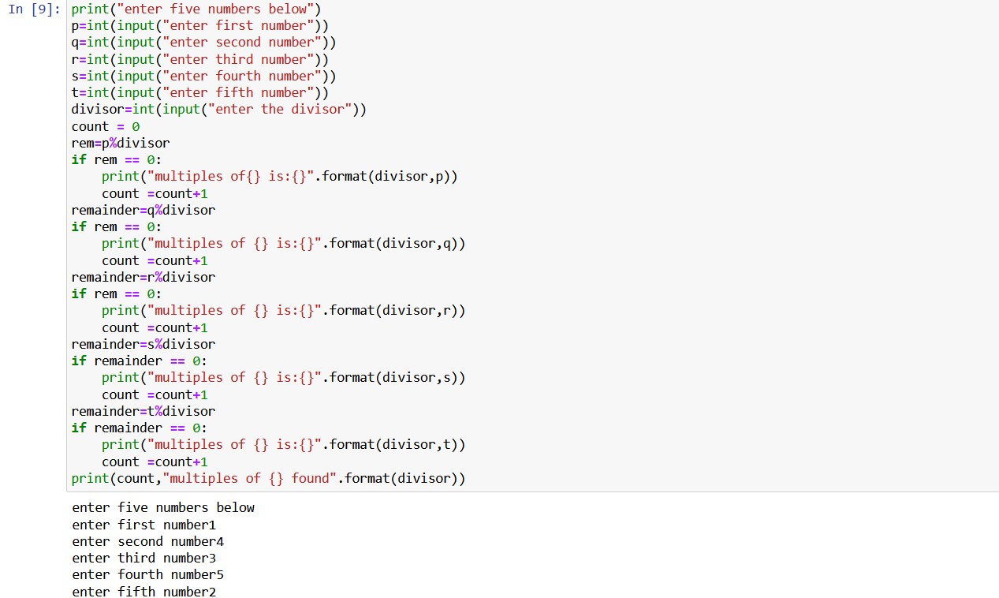 In [9]: print("enter five numbers below")
p=int(input("enter first number"))
q=int(input("enter second number"))
r=int(input("enter third number"))
s=int(input("enter fourth number"))
t=int(input("enter fifth number"))
divisor=int(input("enter the divisor"))
count = 0
rem=p%divisor
if rem == 0:
    print("multiples of{} is:{}".format(divisor,p))
    count =count+1
remainder=q%divisor
if rem == 0:
    print("multiples of {} is:{}".format(divisor,q))
    count =count+1
remainder=r%divisor
if rem == 0:
    print("multiples of {} is:{}".format(divisor,r))
    count =count+1
remainder=s%divisor
if remainder == 0:
    print("multiples of {} is:{}".format(divisor,s))
    count =count+1
remainder=t%divisor
if remainder == 0:
    print("multiples of {} is:{}".format(divisor,t))
    count =count+1
print(count,"multiples of {} found".format(divisor))
enter five numbers below
enter first number1
enter second number4
enter third number3
enter fourth number5
enter fifth number2